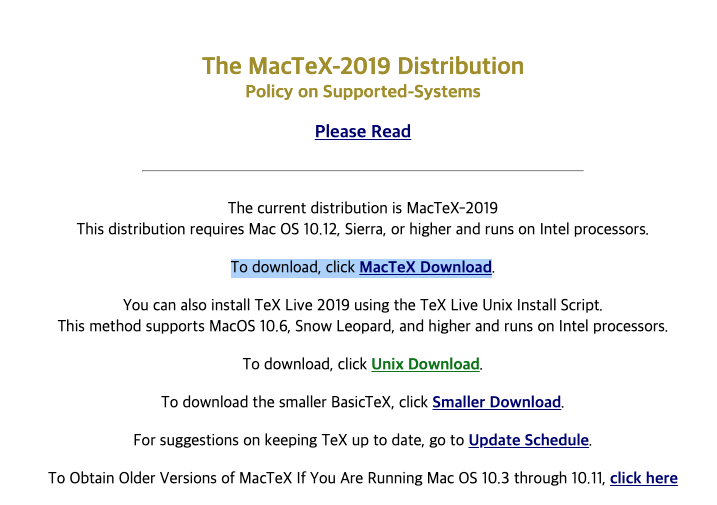 The MacTeX-2019 Distribution
Policy on Supported-Systems
Please Read
The current distribution is MacTeX-2019
This distribution requires Mac OS 10.12, Sierra, or higher and runs on Intel processors.
To download, click MacTeX Download.
You can also install TeX Live 2019 using the TeX Live Unix Install Script.
This method supports MacOS 10.6, Snow Leopard, and higher and runs on Intel processors.
To download, click Unix Download.
To download the smaller BasicTeX, click Smaller Download.
For suggestions on keeping TeX up to date, go to Update Schedule.
To Obtain Older Versions of MacTeX If You Are Running Mac OS 10.3 through 10.11, click here